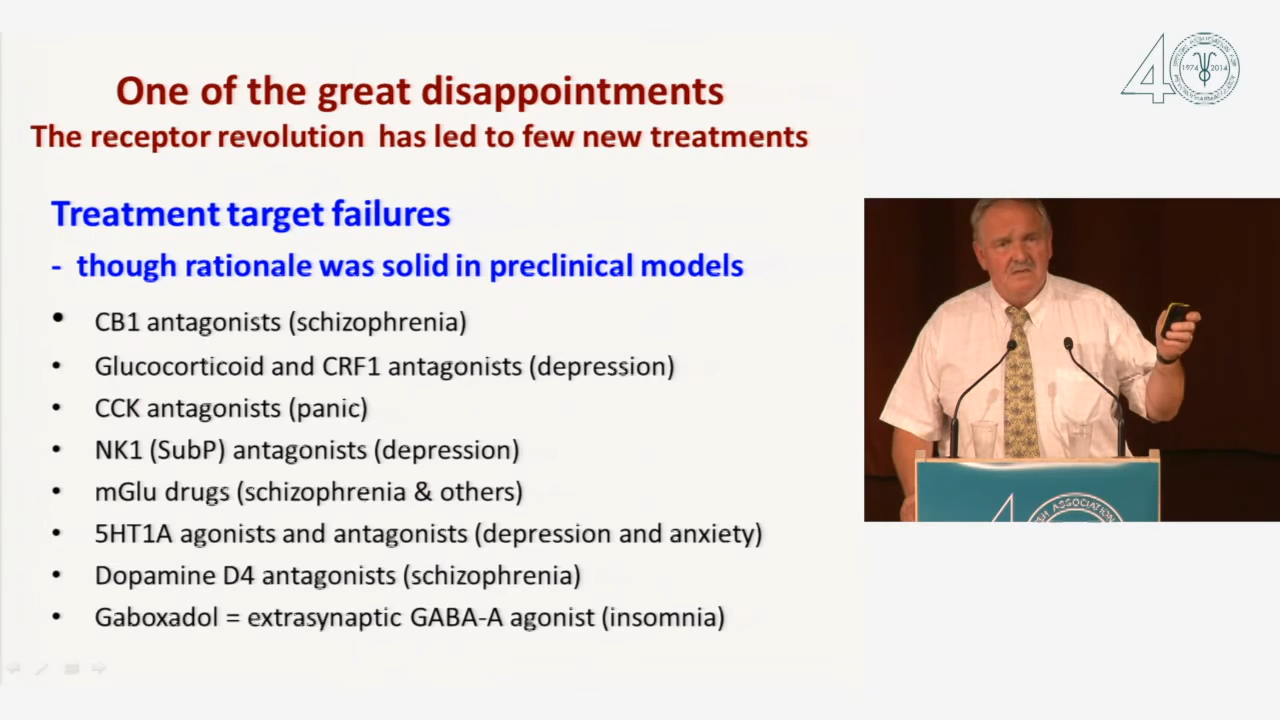 One of the great disappointments
The receptor revolution has led to few new treatments
Treatment target failures
- though rationale was solid in preclinical models
• CB1 antagonists (schizophrenia)
• Glucocorticoid and CRF1 antagonists (depression)
• CCK antagonists (panic)
• NK1 (SubP) antagonists (depression)
• mGlu drugs (schizophrenia & others)
• 5HT1A agonists and antagonists (depression and anxiety)
• Dopamine D4 antagonists (schizophrenia)
• Gaboxadol = extrasynaptic GABA-A agonist (insomnia)
40
1974 2014
4
ASSOCIATION